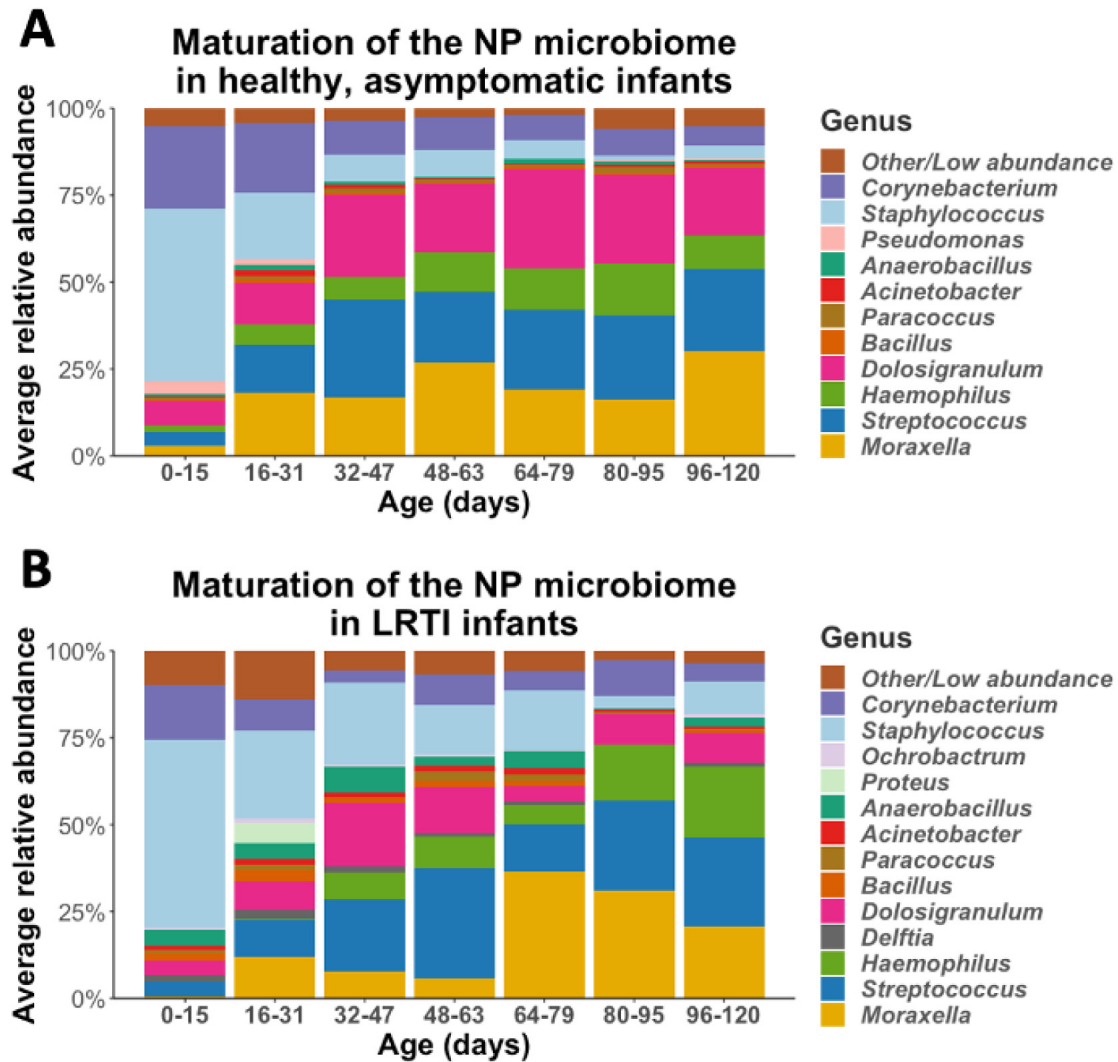 A
Maturation of the NP microbiome
in healthy, asymptomatic infants
Average relative abundance
100%
75%
50%
25%
0%
0-15 16-31 32-47 48-63 64-79 80-95 96-120
Age (days)
Genus
Other/Low abundance
Corynebacterium
Staphylococcus
Pseudomonas
Anaerobacillus
Acinetobacter
Paracoccus
Bacillus
Dolosigranulum
Haemophilus
Streptococcus
Moraxella
B
Maturation of the NP microbiome
in LRTI infants
Average relative abundance
100%
75%
50%
25%
0%
0-15 16-31 32-47 48-63 64-79 80-95 96-120
Age (days)
Genus
Other/Low abundance
Corynebacterium
Staphylococcus
Ochrobactrum
Proteus
Anaerobacillus
Acinetobacter
Paracoccus
Bacillus
Dolosigranulum
Delftia
Haemophilus
Streptococcus
Moraxella